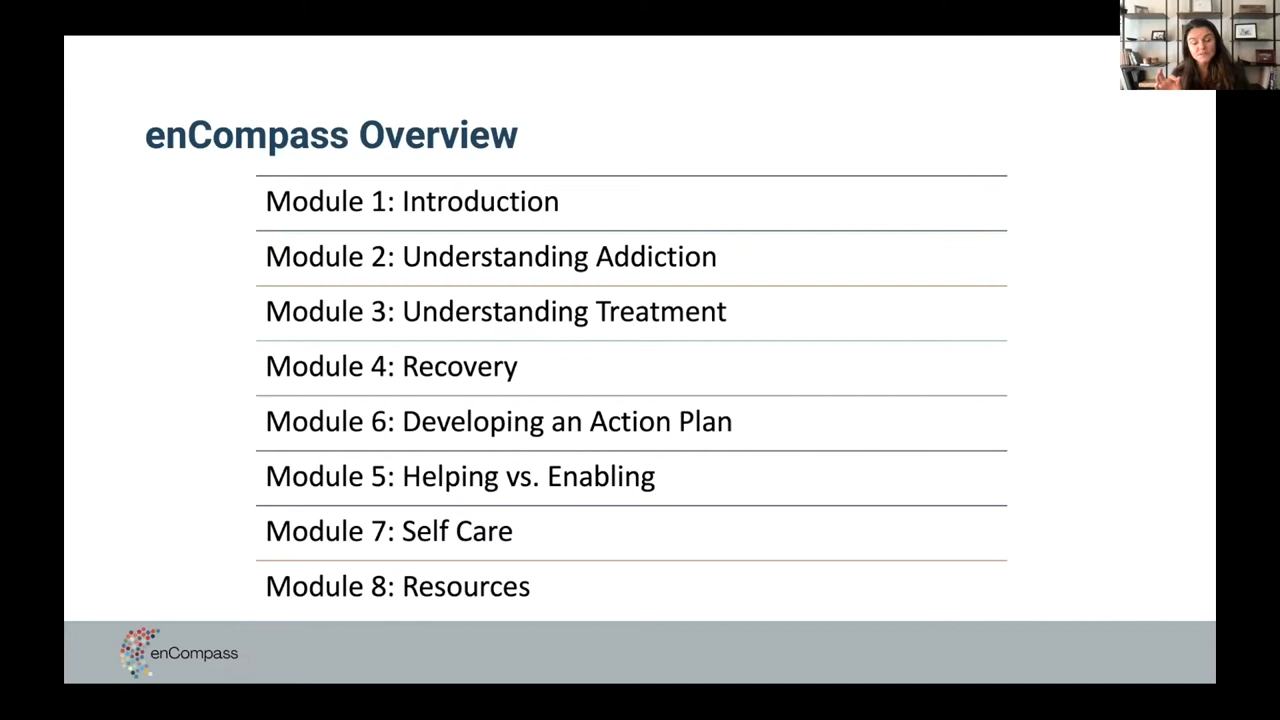 enCompass Overview
Module 1: Introduction
Module 2: Understanding Addiction
Module 3: Understanding Treatment
Module 4: Recovery
Module 6: Developing an Action Plan
Module 5: Helping vs. Enabling
Module 7: Self Care
Module 8: Resources
enCompass